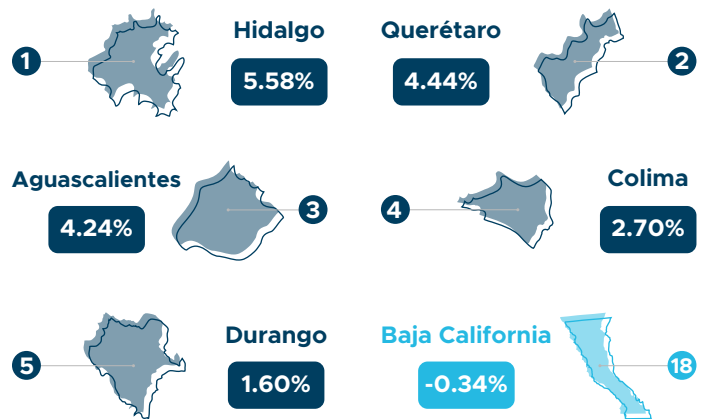 Hidalgo
1
5.58%
Querétaro
2
4.44%
Aguascalientes
3
4.24%
Colima
4
2.70%
Durango
5
1.60%
Baja California
18
-0.34%